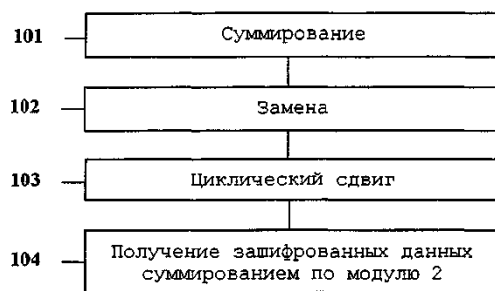 101 Суммирование
102 Замена
103 Циклический сдвиг
104 Получение зашифрованных данных
суммированием по модулю 2